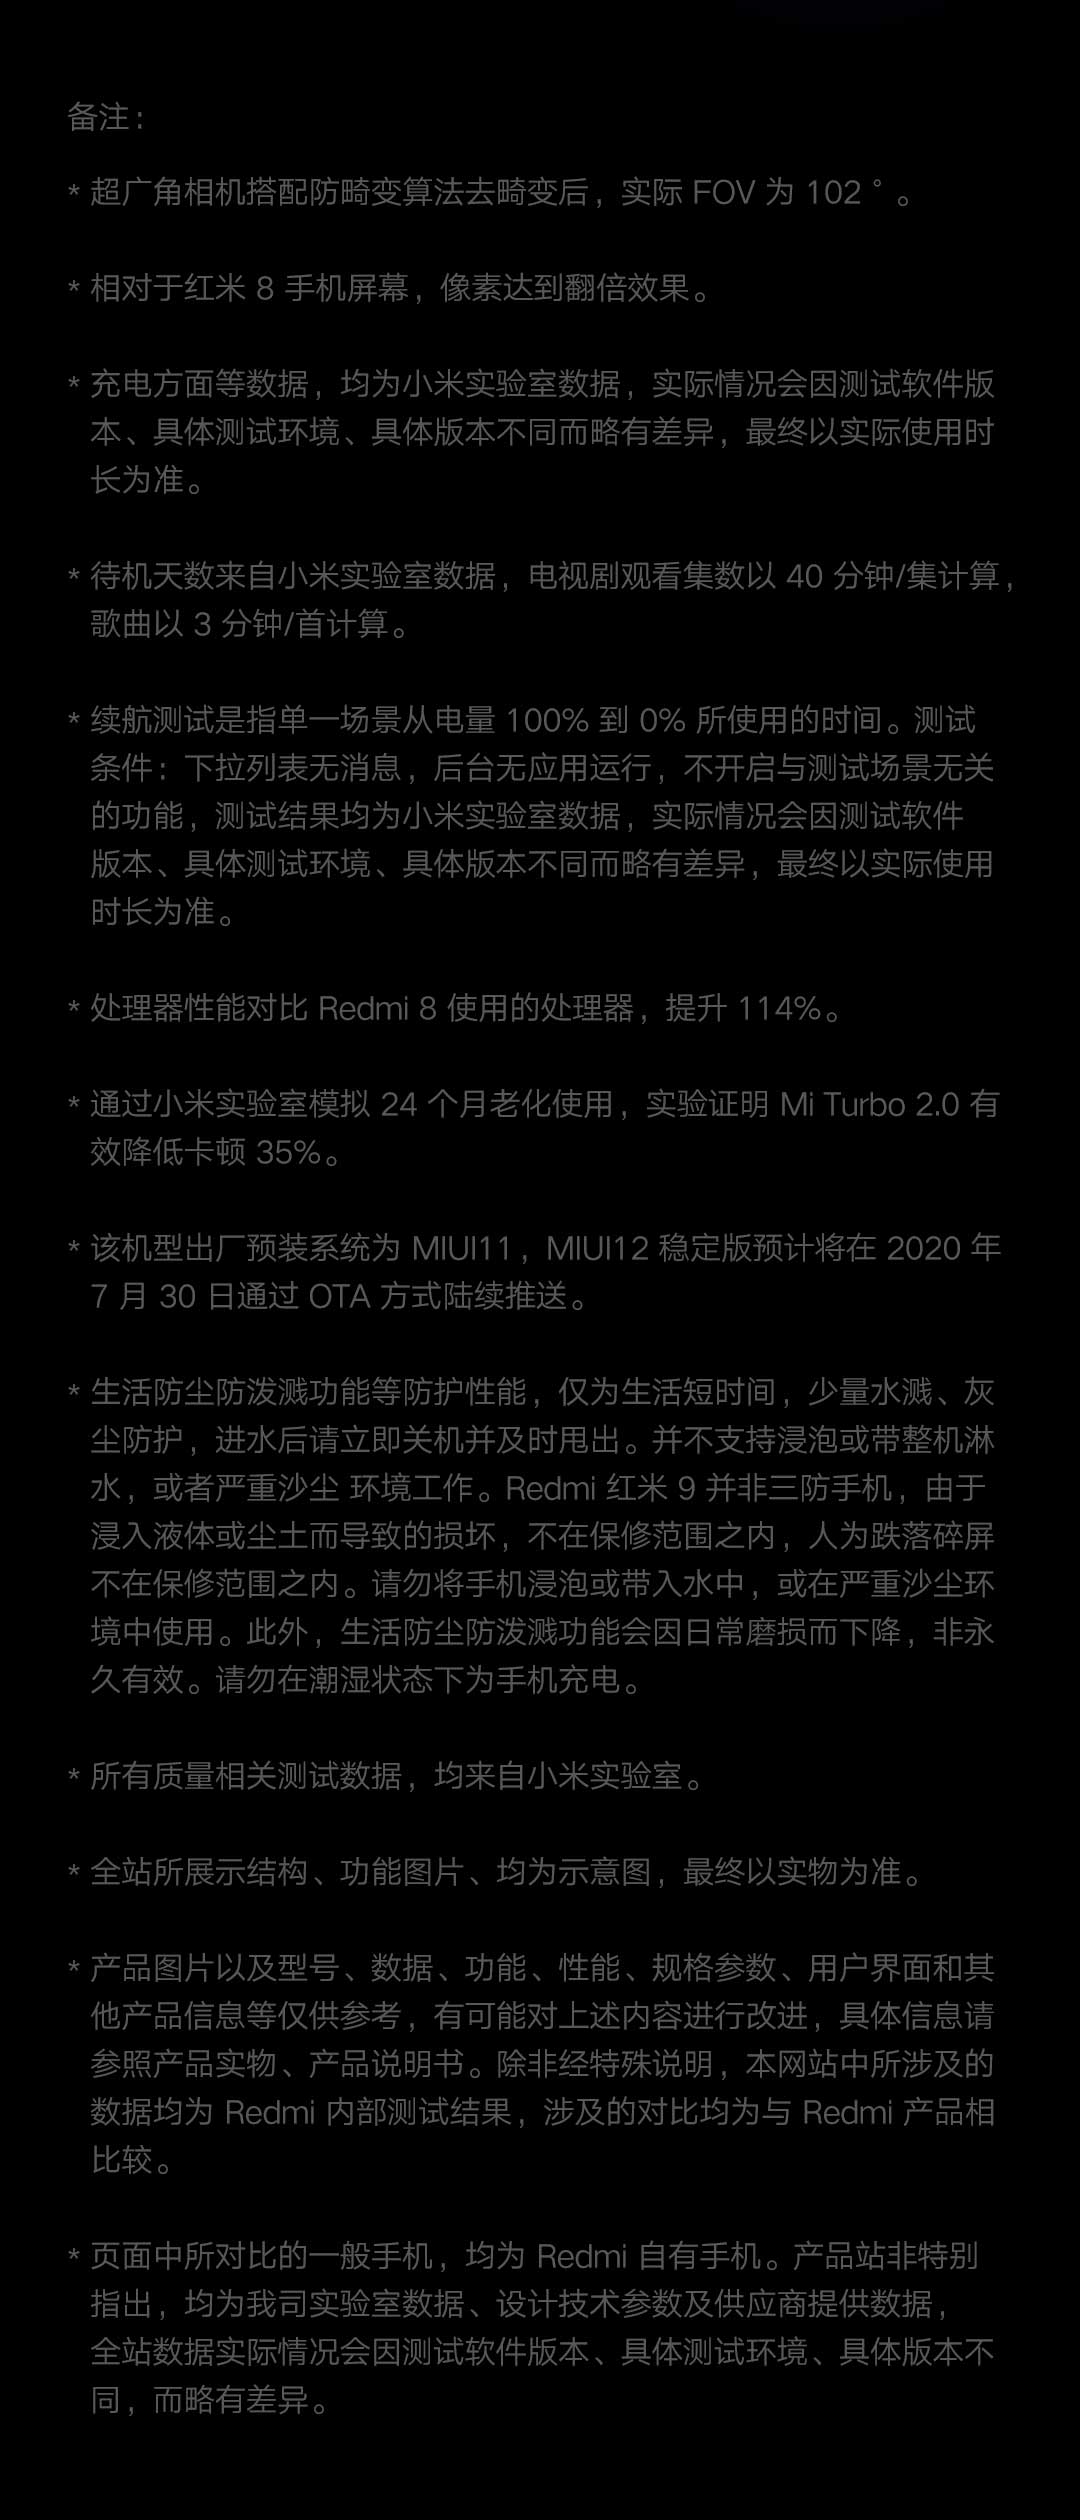 备注：
* 超广角相机搭配防畸变算法去畸变后，实际 FOV 为 102 ° 。
* 相对于红米 8 手机屏幕，像素达到翻倍效果。
* 充电方面等数据，均为小米实验室数据，实际情况会因测试软件版
本、具体测试环境、具体版本不同而略有差异，最终以实际使用时
长为准。
* 待机天数来自小米实验室数据，电视剧观看集数以 40 分钟/集计算，
歌曲以 3 分钟/首计算。
* 续航测试是指单一场景从电量 100% 到 0% 所使用的时间。测试
条件：下拉列表无消息，后台无应用运行，不开启与测试场景无关
的功能，测试结果均为小米实验室数据，实际情况会因测试软件
版本、具体测试环境、具体版本不同而略有差异，最终以实际使用
时长为准。
* 处理器性能对比 Redmi 8 使用的处理器，提升 114%。
* 通过小米实验室模拟 24 个月老化使用，实验证明 Mi Turbo 2.0 有
效降低卡顿 35%。
* 该机型出厂预装系统为 MIUI11，MIUI12 稳定版预计将在 2020 年
7 月 30 日通过 OTA 方式陆续推送。
* 生活防尘防泼溅功能等防护性能，仅为生活短时间，少量水溅、灰
尘防护，进水后请立即关机并及时甩出。并不支持浸泡或带整机淋
水，或者严重沙尘 环境工作。Redmi 红米 9 并非三防手机，由于
浸入液体或尘土而导致的损坏，不在保修范围之内，人为跌落碎屏
不在保修范围之内。请勿将手机浸泡或带入水中，或在严重沙尘环
境中使用。此外，生活防尘防泼溅功能会因日常磨损而下降，非永
久有效。请勿在潮湿状态下为手机充电。
* 所有质量相关测试数据，均来自小米实验室。
* 全站所展示结构、功能图片、均为示意图，最终以实物为准。
* 产品图片以及型号、数据、功能、性能、规格参数、用户界面和其
他产品信息等仅供参考，有可能对上述内容进行改进，具体信息请
参照产品实物、产品说明书。除非经特殊说明，本网站中所涉及的
数据均为 Redmi 内部测试结果，涉及的对比均为与 Redmi 产品相
比较。
* 页面中所对比的一般手机，均为 Redmi 自有手机。产品站非特别
指出，均为我司实验室数据、设计技术参数及供应商提供数据，
全站数据实际情况会因测试软件版本、具体测试环境、具体版本不
同，而略有差异。